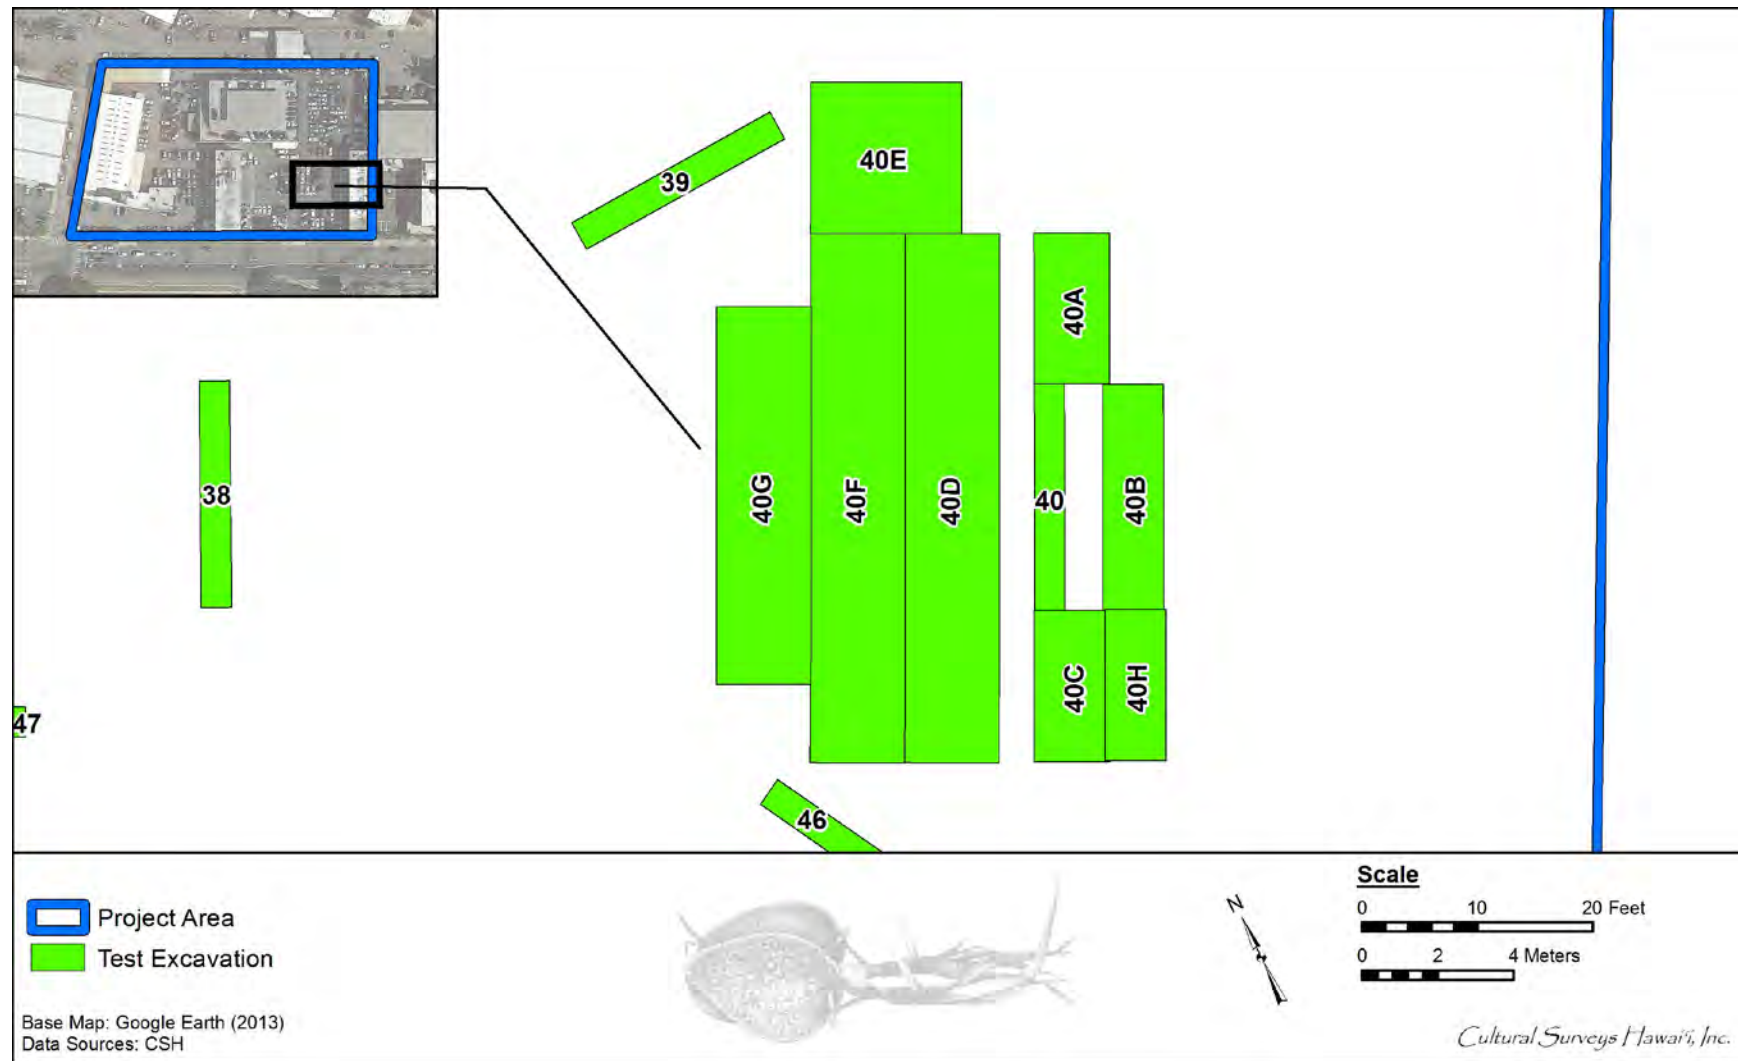 39
40E
40A
38
40G
40F
40D
40
40B
40C
40H
47
46
Project Area
Test Excavation
Base Map: Google Earth (2013)
Data Sources: CSH
N
Scale
0 10 20 Feet
0 2 4 Meters
Cultural Surveys Hawai‘i, Inc.